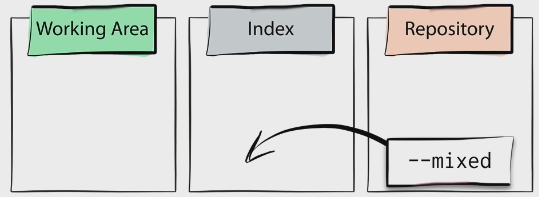 Working Area
Index
Repository
--mixed